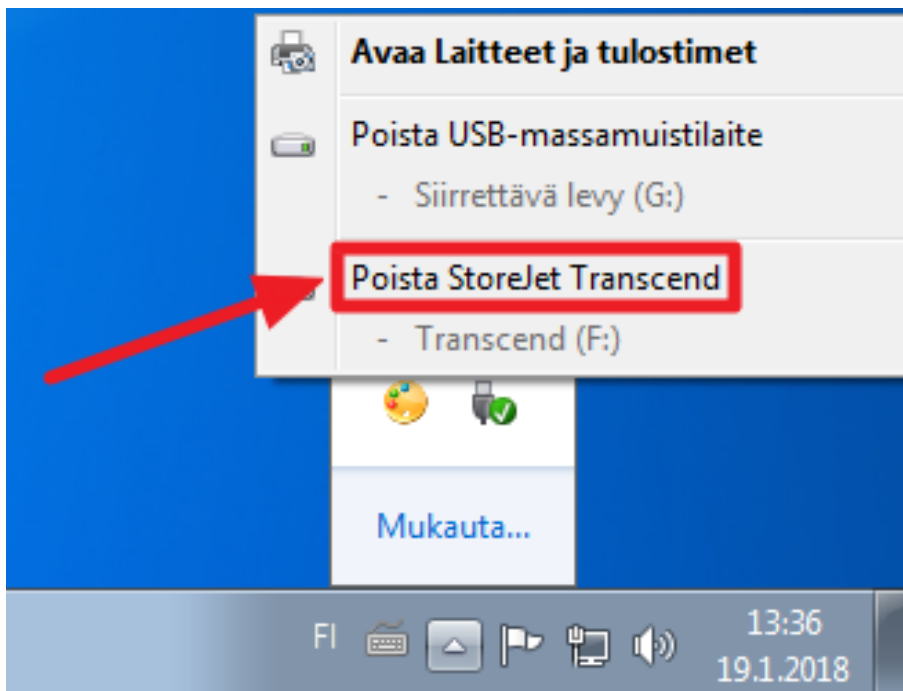 Avaa Laitteet ja tulostimet
Poista USB-massamuistilaite
- Siirrettävä levy (G:)
Poista StoreJet Transcend
- Transcend (F:)
Mukauta...
FI
13:36
19.1.2018